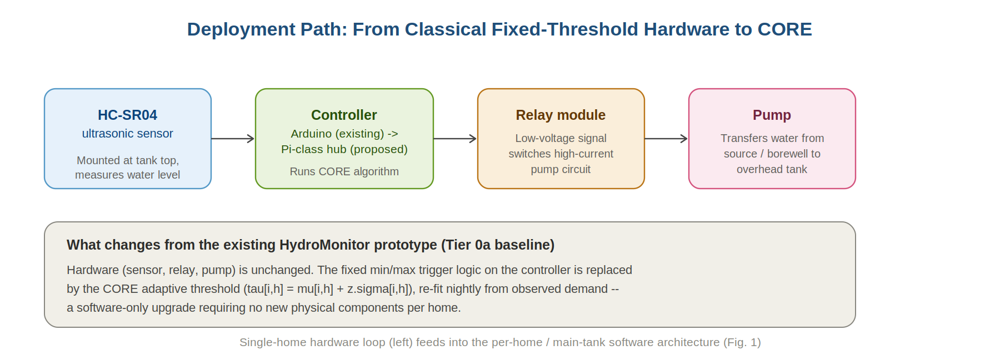 Deployment Path: From Classical Fixed-Threshold Hardware to CORE
HC-SR04
ultrasonic sensor
Mounted at tank top,
measures water level
Controller
Arduino (existing) ->
Pi-class hub (proposed)
Runs CORE algorithm
Relay module
Low-voltage signal
switches high-current
pump circuit
Pump
Transfers water from
source / borewell to
overhead tank
What changes from the existing HydroMonitor prototype (Tier 0a baseline)
Hardware (sensor, relay, pump) is unchanged. The fixed min/max trigger logic on the controller is replaced
by the CORE adaptive threshold (tau[i,h] = mu[i,h] + z.sigma[i,h]), re-fit nightly from observed demand --
a software-only upgrade requiring no new physical components per home.
Single-home hardware loop (left) feeds into the per-home / main-tank software architecture (Fig. 1)